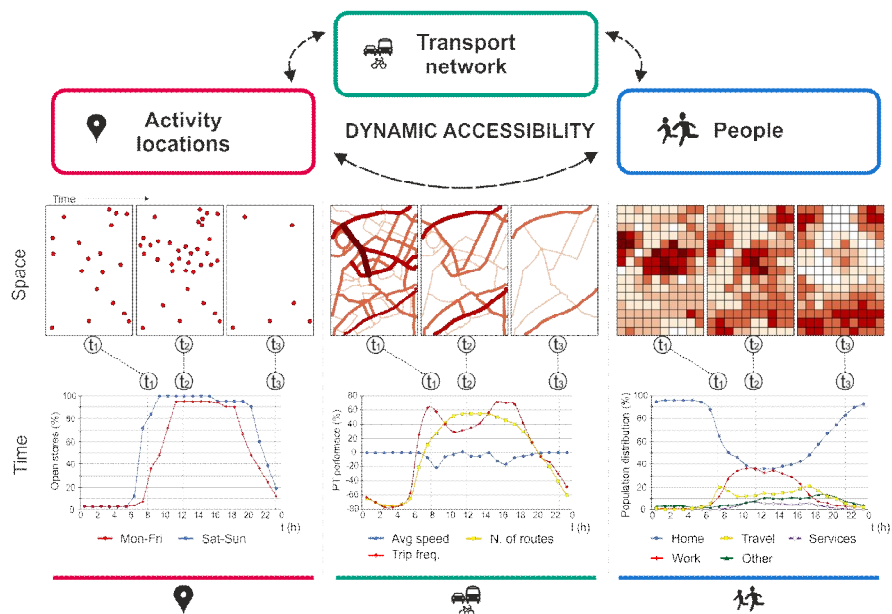 Transport
network
Activity
locations
DYNAMIC ACCESSIBILITY
People
Time
Space
t1 t2 t3
t1 t2 t3
t1 t2 t3
t1 t2 t3
t1 t2 t3
t1 t2 t3
Time
Open stores (%)
100
80
60
40
20
0
0 2 4 6 8 10 12 14 16 18 20 22 0
t (h)
Mon-Fri Sat-Sun
PT performace (%)
80
60
40
20
0
-20
-40
-60
-80
0 2 4 6 8 10 12 14 16 18 20 22 0
t (h)
Avg speed N. of routes
Trip freq.
Population distribution (%)
100
80
60
40
20
0
0 2 4 6 8 10 12 14 16 18 20 22 0
t (h)
Home Travel Services
Work Other